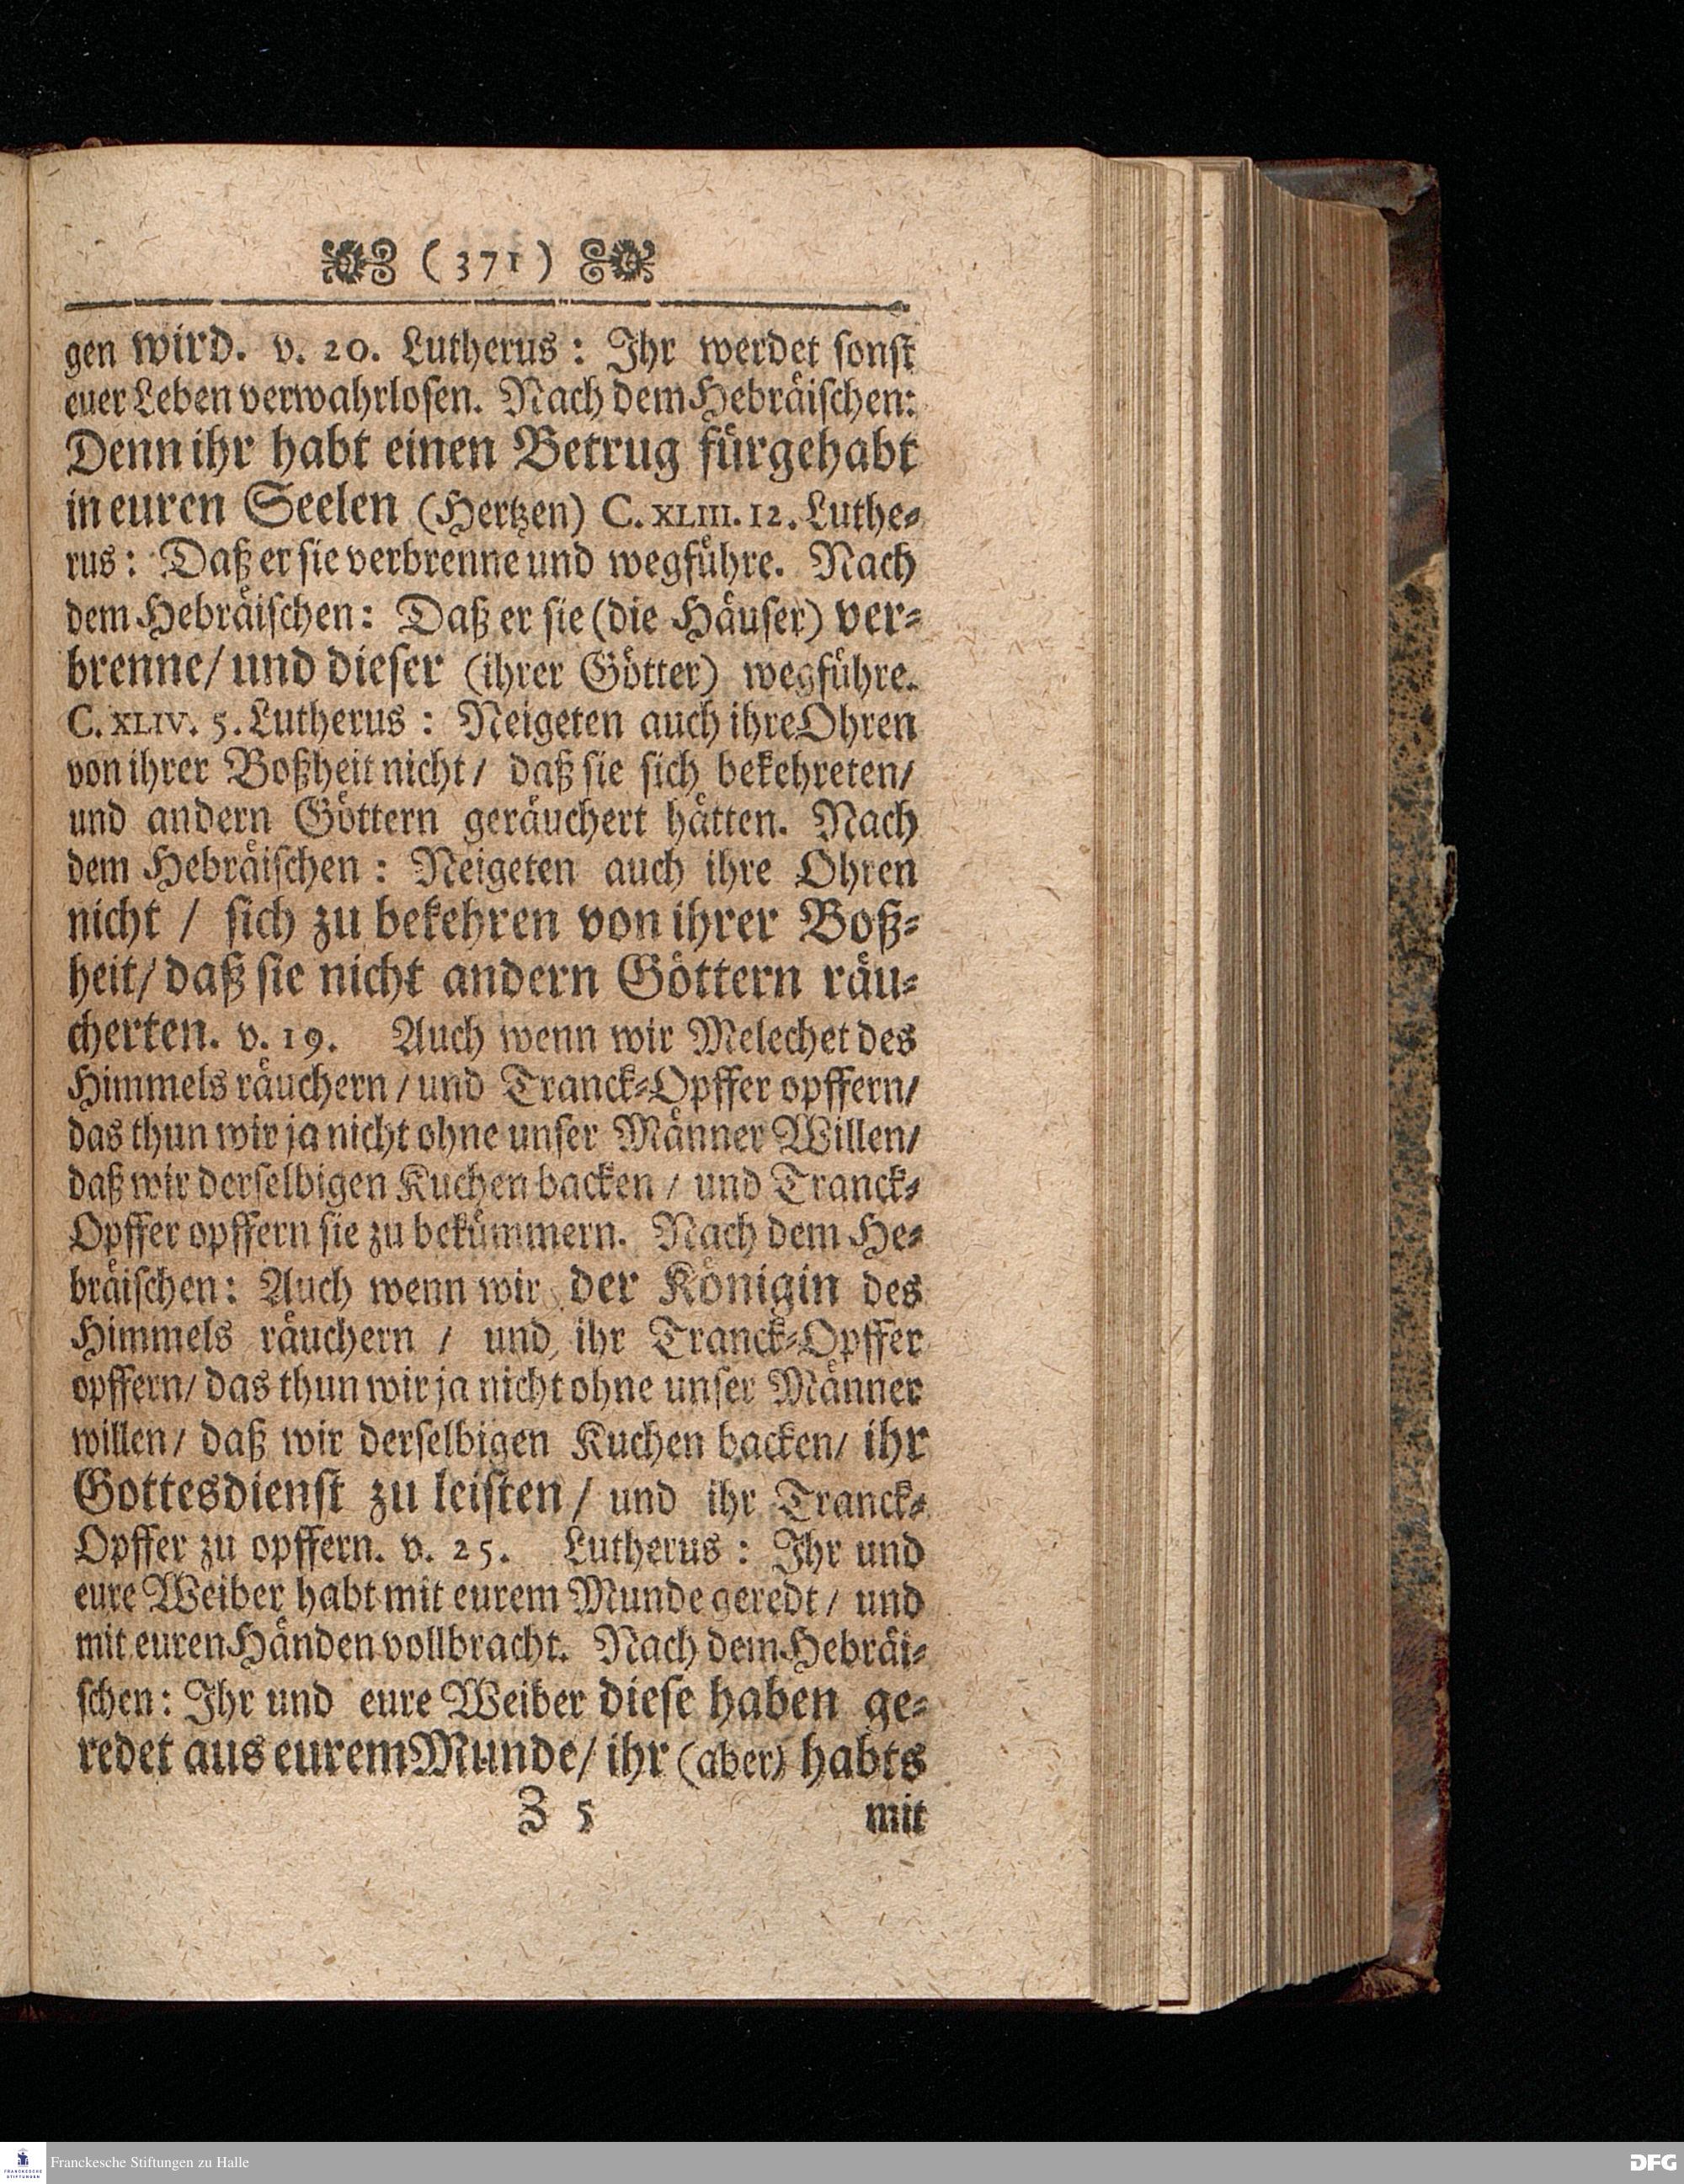 (371)
gen wird. v. 20. Lutherus: Ihr werdet sonst
euer Leben verwahrlosen. Nach dem Hebräischen:
Denn ihr habt einen Betrug fürgehabt
in euren Seelen (Hertzen) C. XLIII. 12. Luthe-
rus: Daß er sie verbrenne und wegführe. Nach
dem Hebräischen: Daß er sie (die Häuser) ver-
brenne/ und dieser (ihrer Götter) wegführe.
C. XLIV. 5. Lutherus: Neigeten auch ihre Ohren
von ihrer Boßheit nicht/ daß sie sich bekehreten/
und andern Göttern geräuchert hätten. Nach
dem Hebräischen: Neigeten auch ihre Ohren
nicht / sich zu bekehren von ihrer Boß-
heit/ daß sie nicht andern Göttern räu-
cherten. v. 19. Auch wenn wir Melechet des
Himmels räuchern / und Tranck-Opffer opffern/
das thun wir ja nicht ohne unser Männer Willen/
daß wir derselbigen Kuchen backen / und Tranck-
Opffer opffern sie zu bekümmern. Nach dem He-
bräischen: Auch wenn wir der Königin des
Himmels räuchern / und ihr Tranck-Opffer
opffern/ das thun wir ja nicht ohne unser Männer
willen/ daß wir derselbigen Kuchen backen/ ihr
Gottesdienst zu leisten/ und ihr Tranck-
Opffer zu opffern. v. 25. Lutherus: Ihr und
eure Weiber habt mit eurem Munde geredt / und
mit euren Händen vollbracht. Nach dem Hebräi-
schen: Ihr und eure Weiber diese haben ge-
redet aus eurem Munde/ ihr (aber) habts
Z 5 mit
FRANCKESCHE STIFTUNGEN
Franckesche Stiftungen zu Halle
DFG